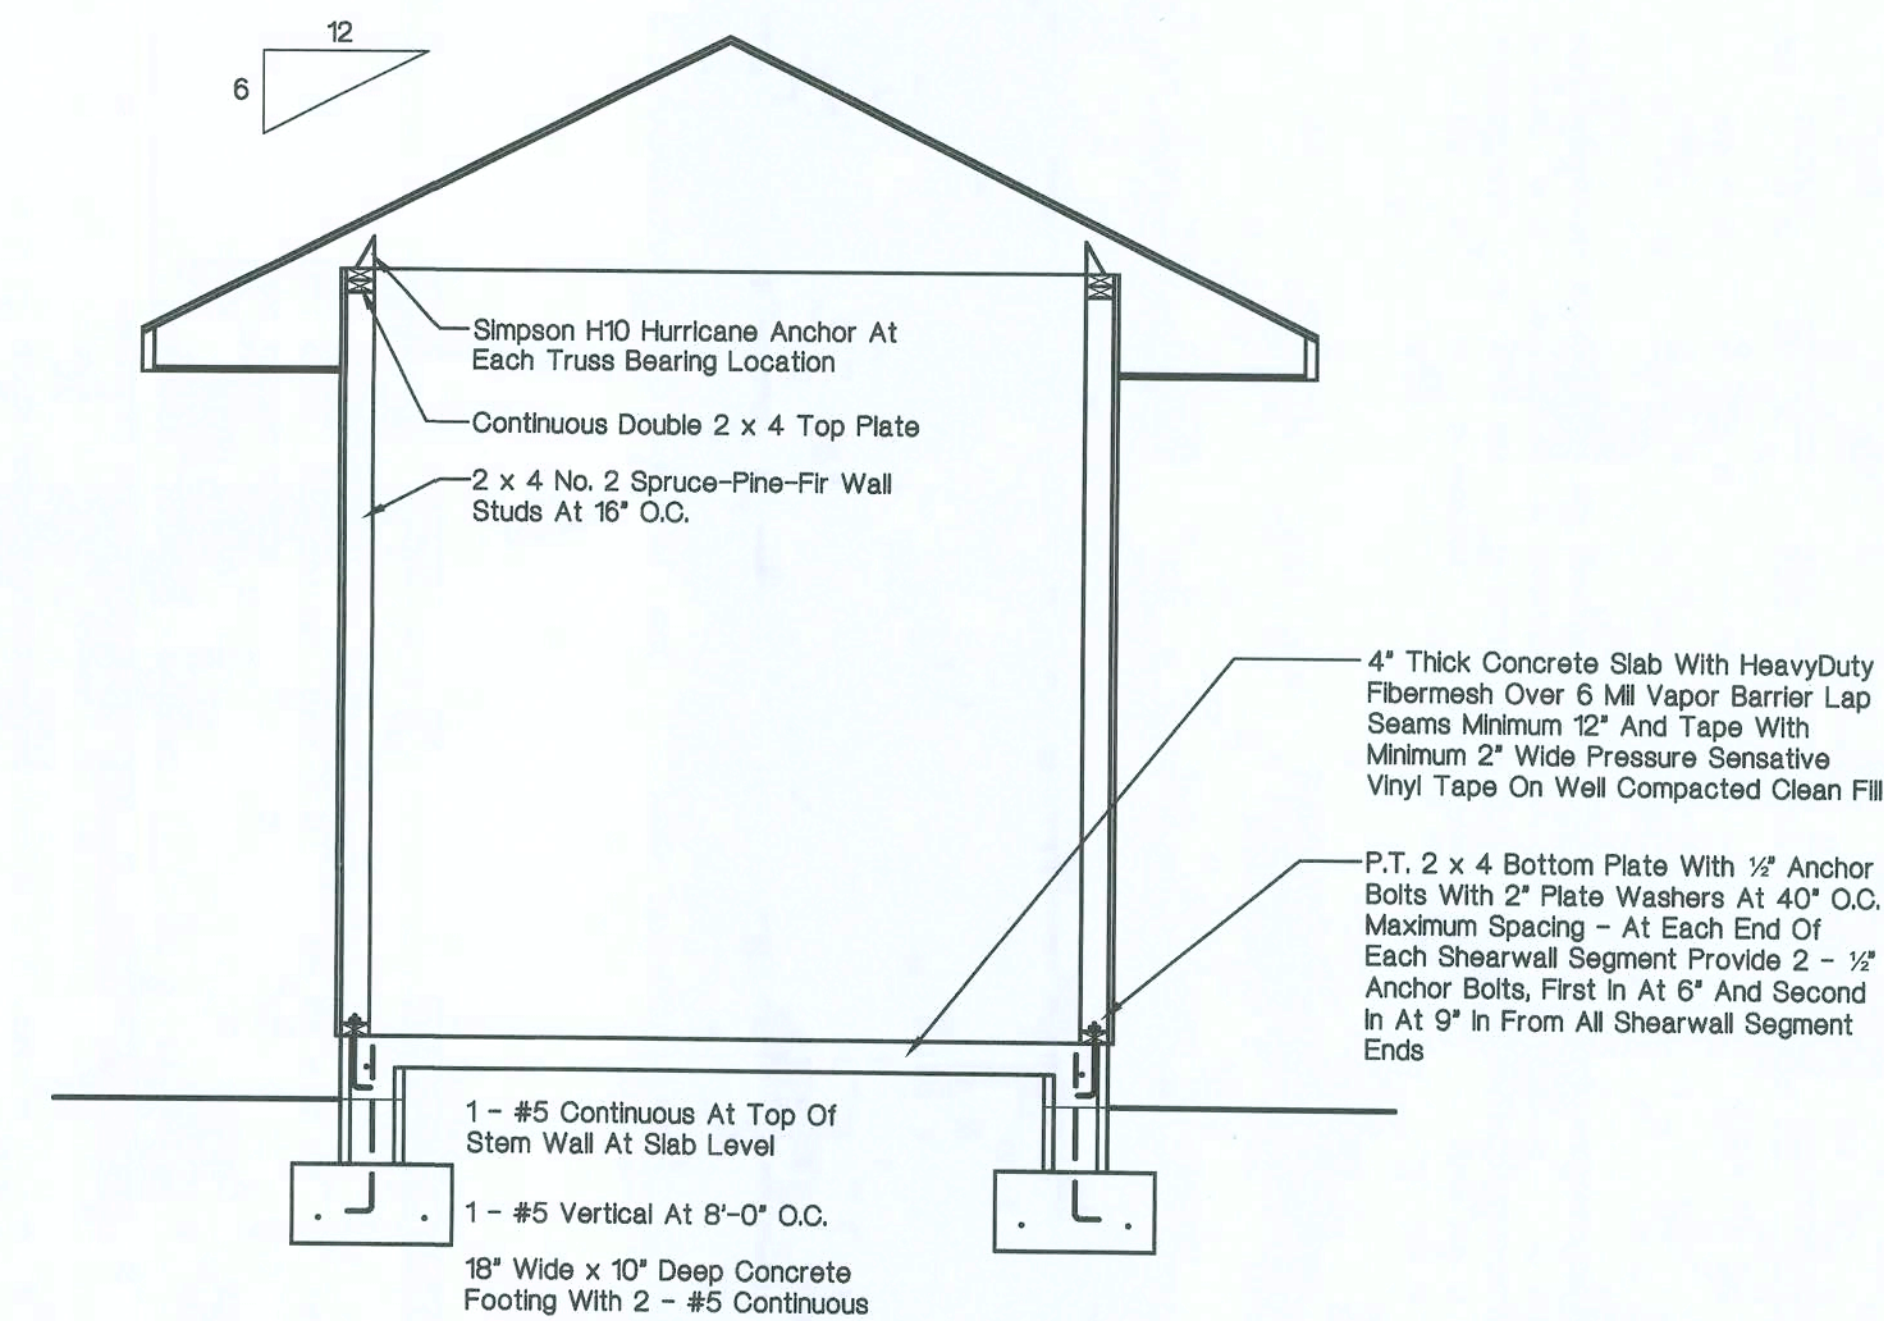 12
6
Simpson H10 Hurricane Anchor At
Each Truss Bearing Location
Continuous Double 2 x 4 Top Plate
2 x 4 No. 2 Spruce-Pine-Fir Wall
Studs At 16" O.C.
4" Thick Concrete Slab With HeavyDuty
Fibermesh Over 6 Mil Vapor Barrier Lap
Seams Minimum 12" And Tape With
Minimum 2" Wide Pressure Sensative
Vinyl Tape On Well Compacted Clean Fill
P.T. 2 x 4 Bottom Plate With ½" Anchor
Bolts With 2" Plate Washers At 40" O.C.
Maximum Spacing - At Each End Of
Each Shearwall Segment Provide 2 - ½"
Anchor Bolts, First In At 6" And Second
In At 9" In From All Shearwall Segment
Ends
1 - #5 Continuous At Top Of
Stem Wall At Slab Level
1 - #5 Vertical At 8'-0" O.C.
18" Wide x 10" Deep Concrete
Footing With 2 - #5 Continuous